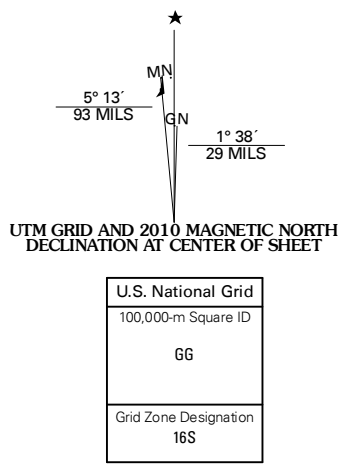 MN
GN
5° 13´
93 MILS
1° 38´
29 MILS
UTM GRID AND 2010 MAGNETIC NORTH
DECLINATION AT CENTER OF SHEET
U.S. National Grid
100,000-m Square ID
GG
Grid Zone Designation
16S